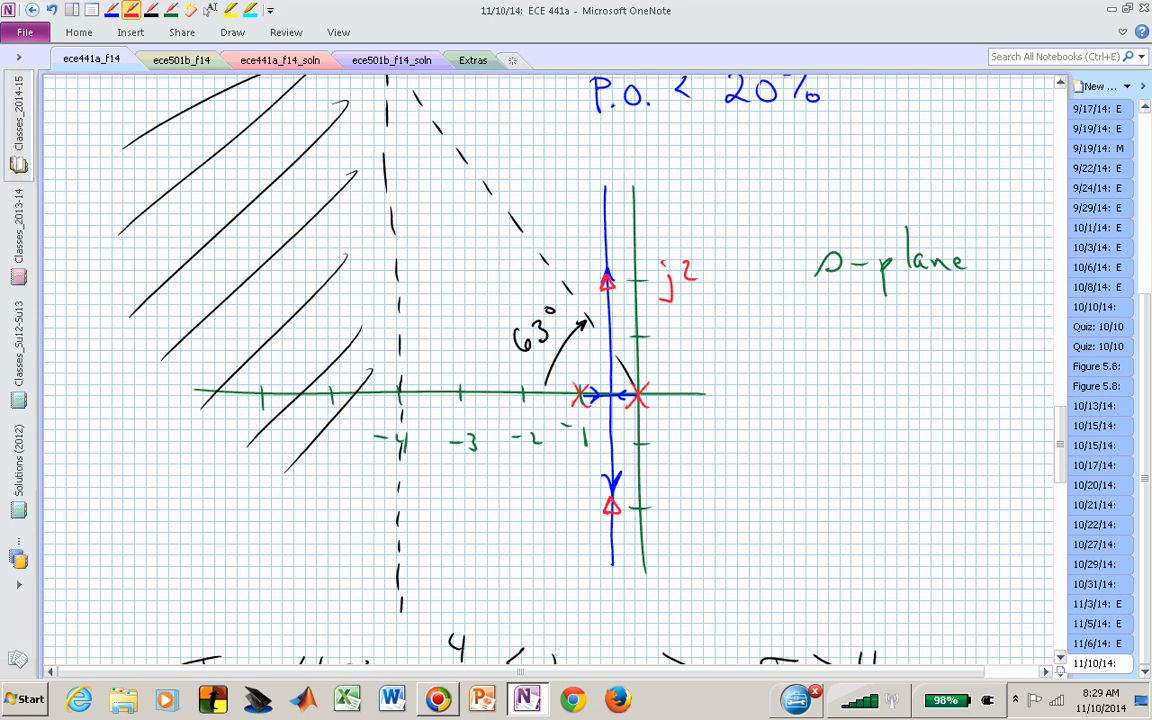 11/10/14: ECE 441a - Microsoft OneNote
File Home Insert Share Draw Review View
ece441a_f14 ece501b_f14 ece441a_f14_soln ece501b_f14_soln Extras
Search All Notebooks (Ctrl+E)
New ...
Classes_2014-15
Classes_2013-14
Classes_Su12-Su13
Solutions (2012)
P.O. < 20%
j2
s-plane
63°
-4 -3 -2 -1
4
9/17/14: E
9/19/14: E
9/19/14: M
9/22/14: E
9/24/14: E
9/29/14: E
10/1/14: E
10/3/14: E
10/6/14: E
10/8/14: E
10/10/14:
Quiz: 10/10
Quiz: 10/10
Figure 5.8:
Figure 5.8:
10/13/14:
10/15/14:
10/15/14:
10/17/14:
10/20/14:
10/21/14:
10/22/14:
10/27/14:
10/29/14:
10/31/14:
11/3/14: E
11/5/14: E
11/6/14: E
11/10/14:
Start
98%
8:29 AM
11/10/2014